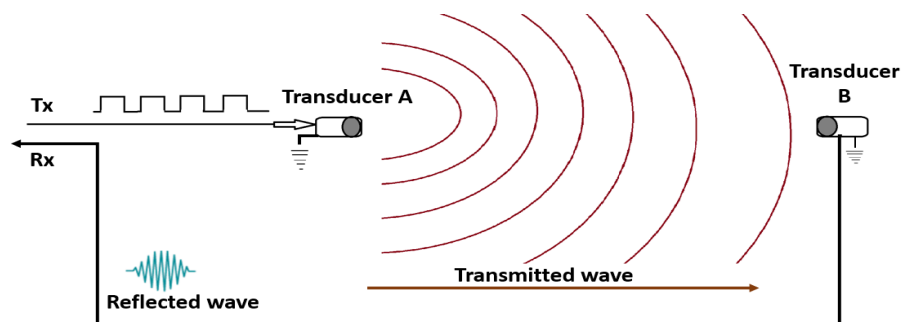 Tx
Transducer A
Transducer
B
Rx
Reflected wave
Transmitted wave